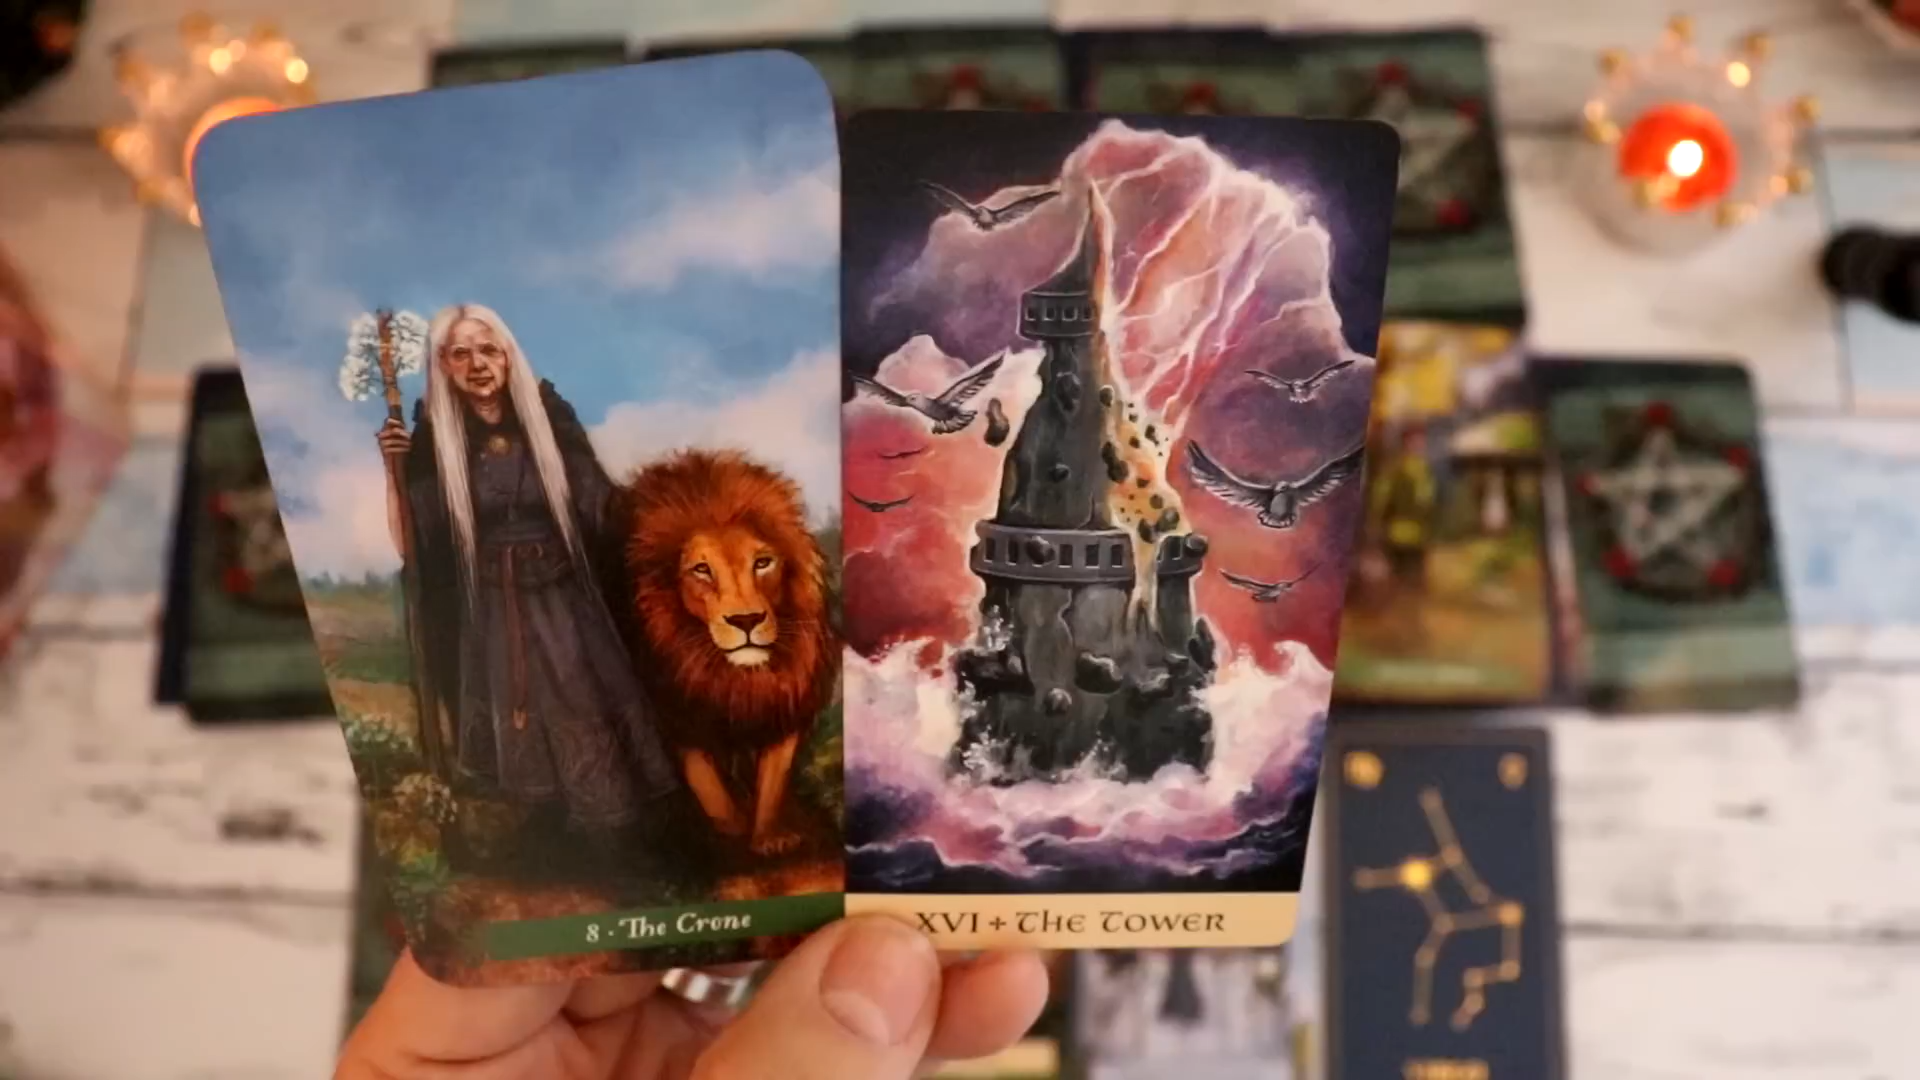 8 · The Crone
XVI + THE TOWER